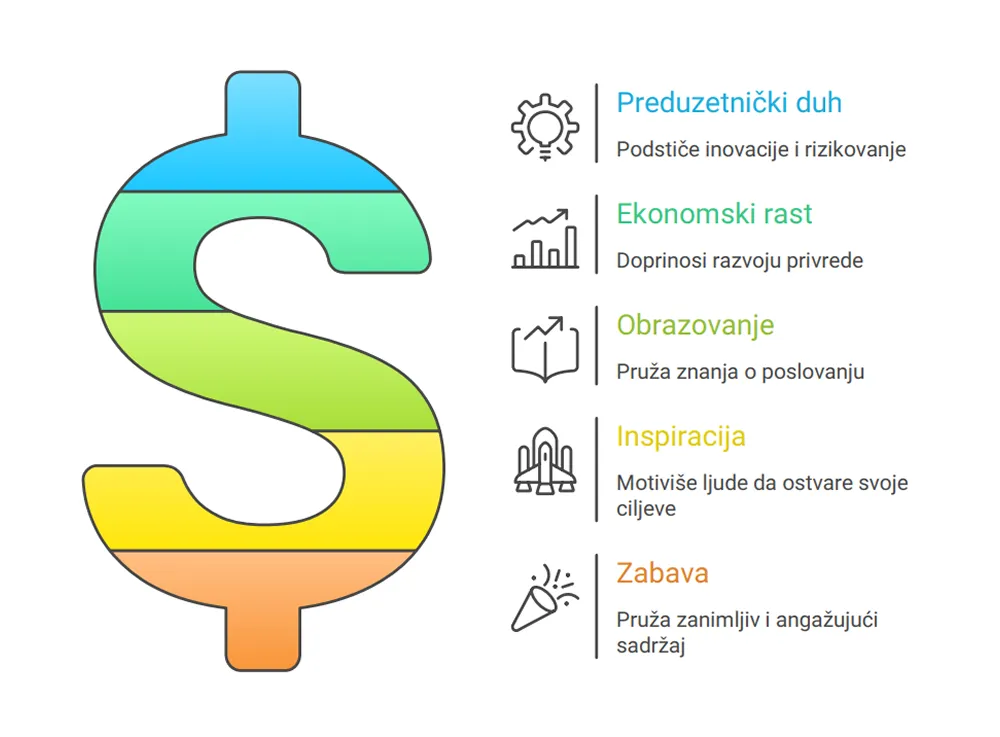 Preduzetnički duh
Podstiče inovacije i rizikovanje
Ekonomski rast
Doprinosi razvoju privrede
Obrazovanje
Pruža znanja o poslovanju
Inspiracija
Motiviše ljude da ostvare svoje
ciljeve
Zabava
Pruža zanimljiv i angažujući
sadržaj